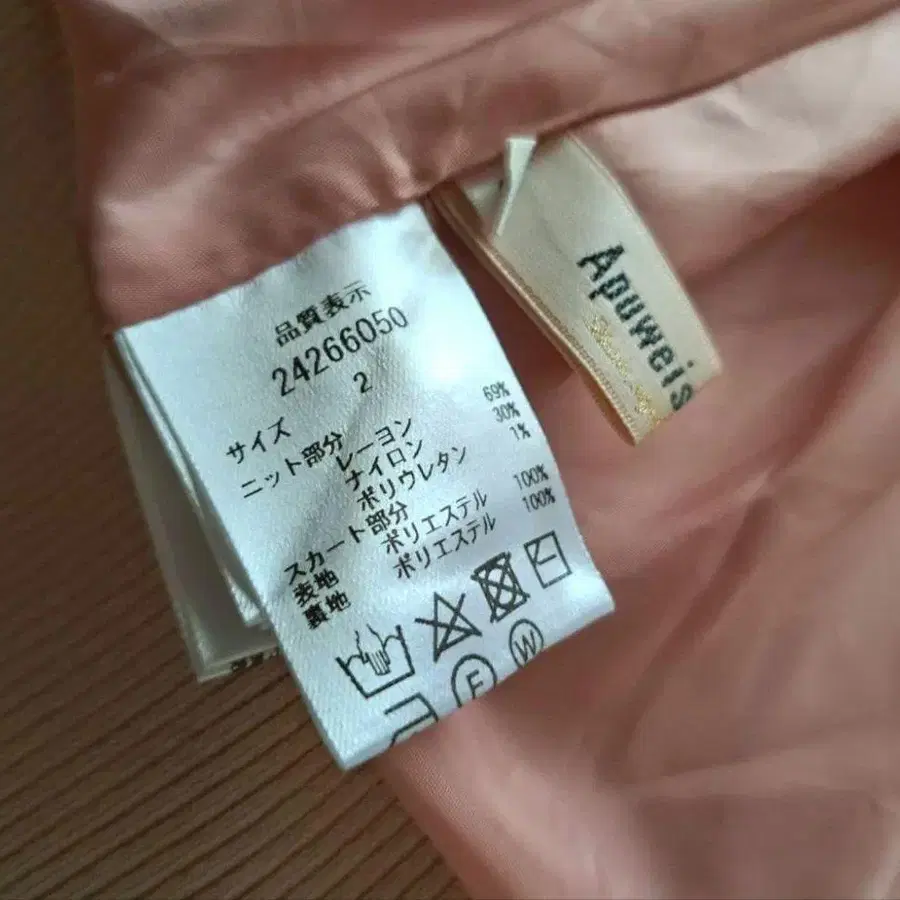 品質表示
24266050
サイズ 2
ニット部分
レーヨン 69%
ナイロン 30%
ポリウレタン 1%
スカート部分
表地 ポリエステル 100%
裏地 ポリエステル 100%
F
W
Apuweis